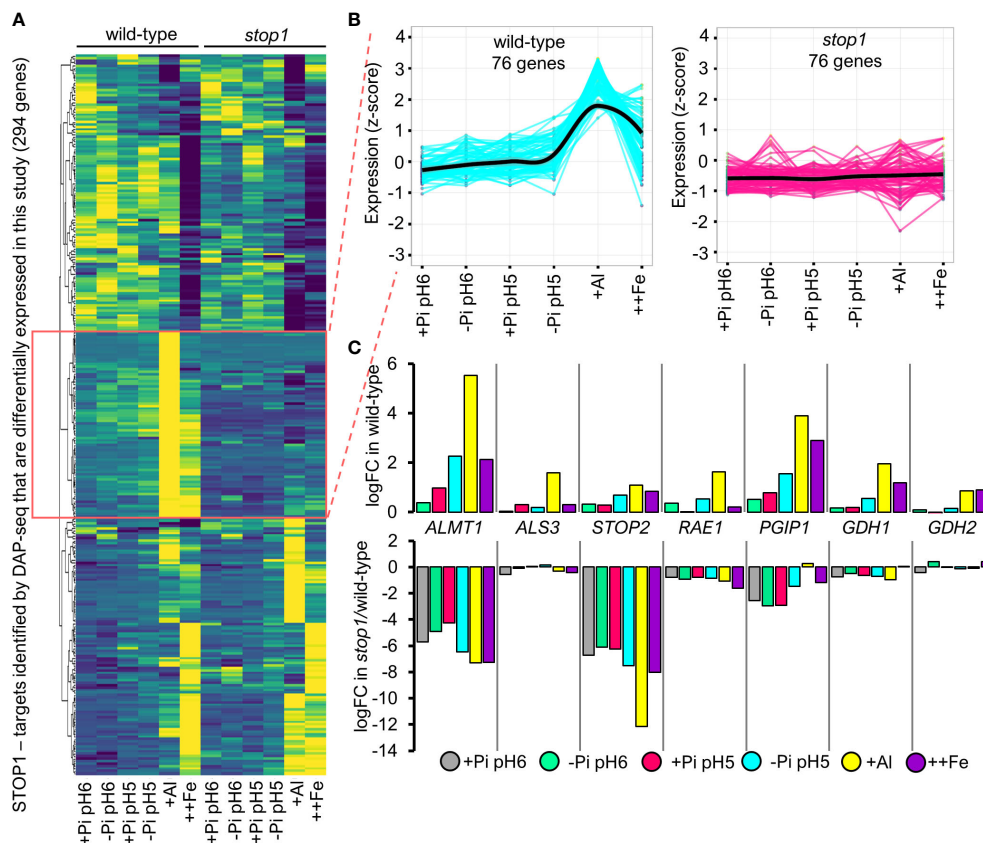 A
wild-type
stop1
STOP1 – targets identified by DAP-seq that are differentially expressed in this study (294 genes)
+Pi pH6
-Pi pH6
+Pi pH5
-Pi pH5
+Al
++Fe
+Pi pH6
-Pi pH6
+Pi pH5
-Pi pH5
+Al
++Fe
B
Expression (z-score)
4
3
2
1
0
-1
-2
-3
wild-type
76 genes
+Pi pH6
-Pi pH6
+Pi pH5
-Pi pH5
+Al
++Fe
Expression (z-score)
4
3
2
1
0
-1
-2
-3
stop1
76 genes
+Pi pH6
-Pi pH6
+Pi pH5
-Pi pH5
+Al
++Fe
C
logFC in wild-type
6
4
2
0
ALMT1 ALS3 STOP2 RAE1 PGIP1 GDH1 GDH2
logFC in stop1/wild-type
2
0
-2
-4
-6
-8
-10
-12
-14
+Pi pH6 -Pi pH6 +Pi pH5 -Pi pH5 +Al ++Fe